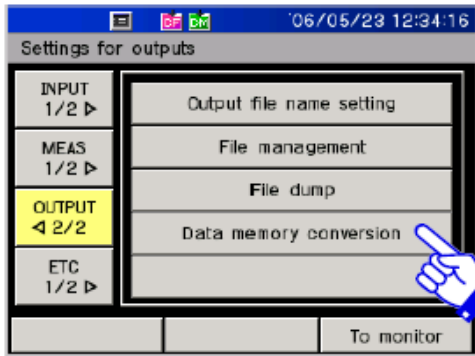 CF DM '06/05/23 12:34:16
Settings for outputs
INPUT
1/2 ▷
MEAS
1/2 ▷
OUTPUT
◁ 2/2
ETC
1/2 ▷
Output file name setting
File management
File dump
Data memory conversion
To monitor